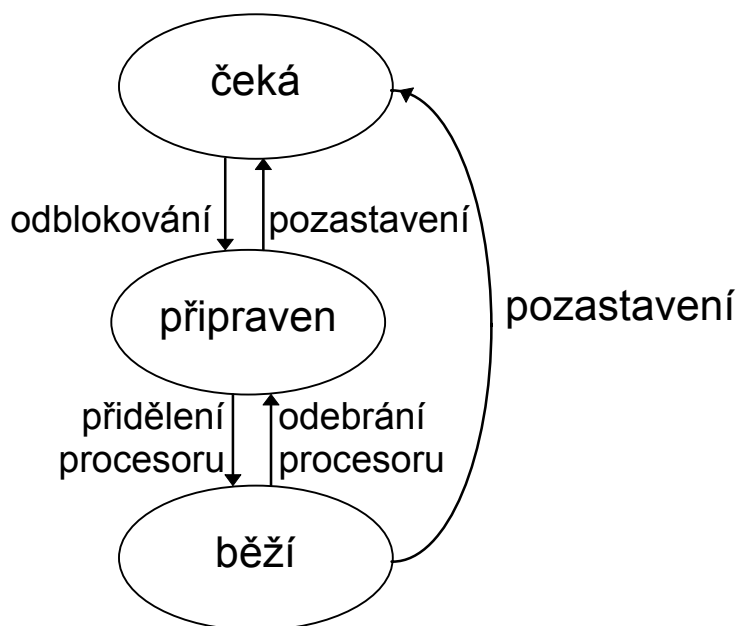 čeká
odblokování
pozastavení
připraven
pozastavení
přidělení
procesoru
odebrání
procesoru
běží